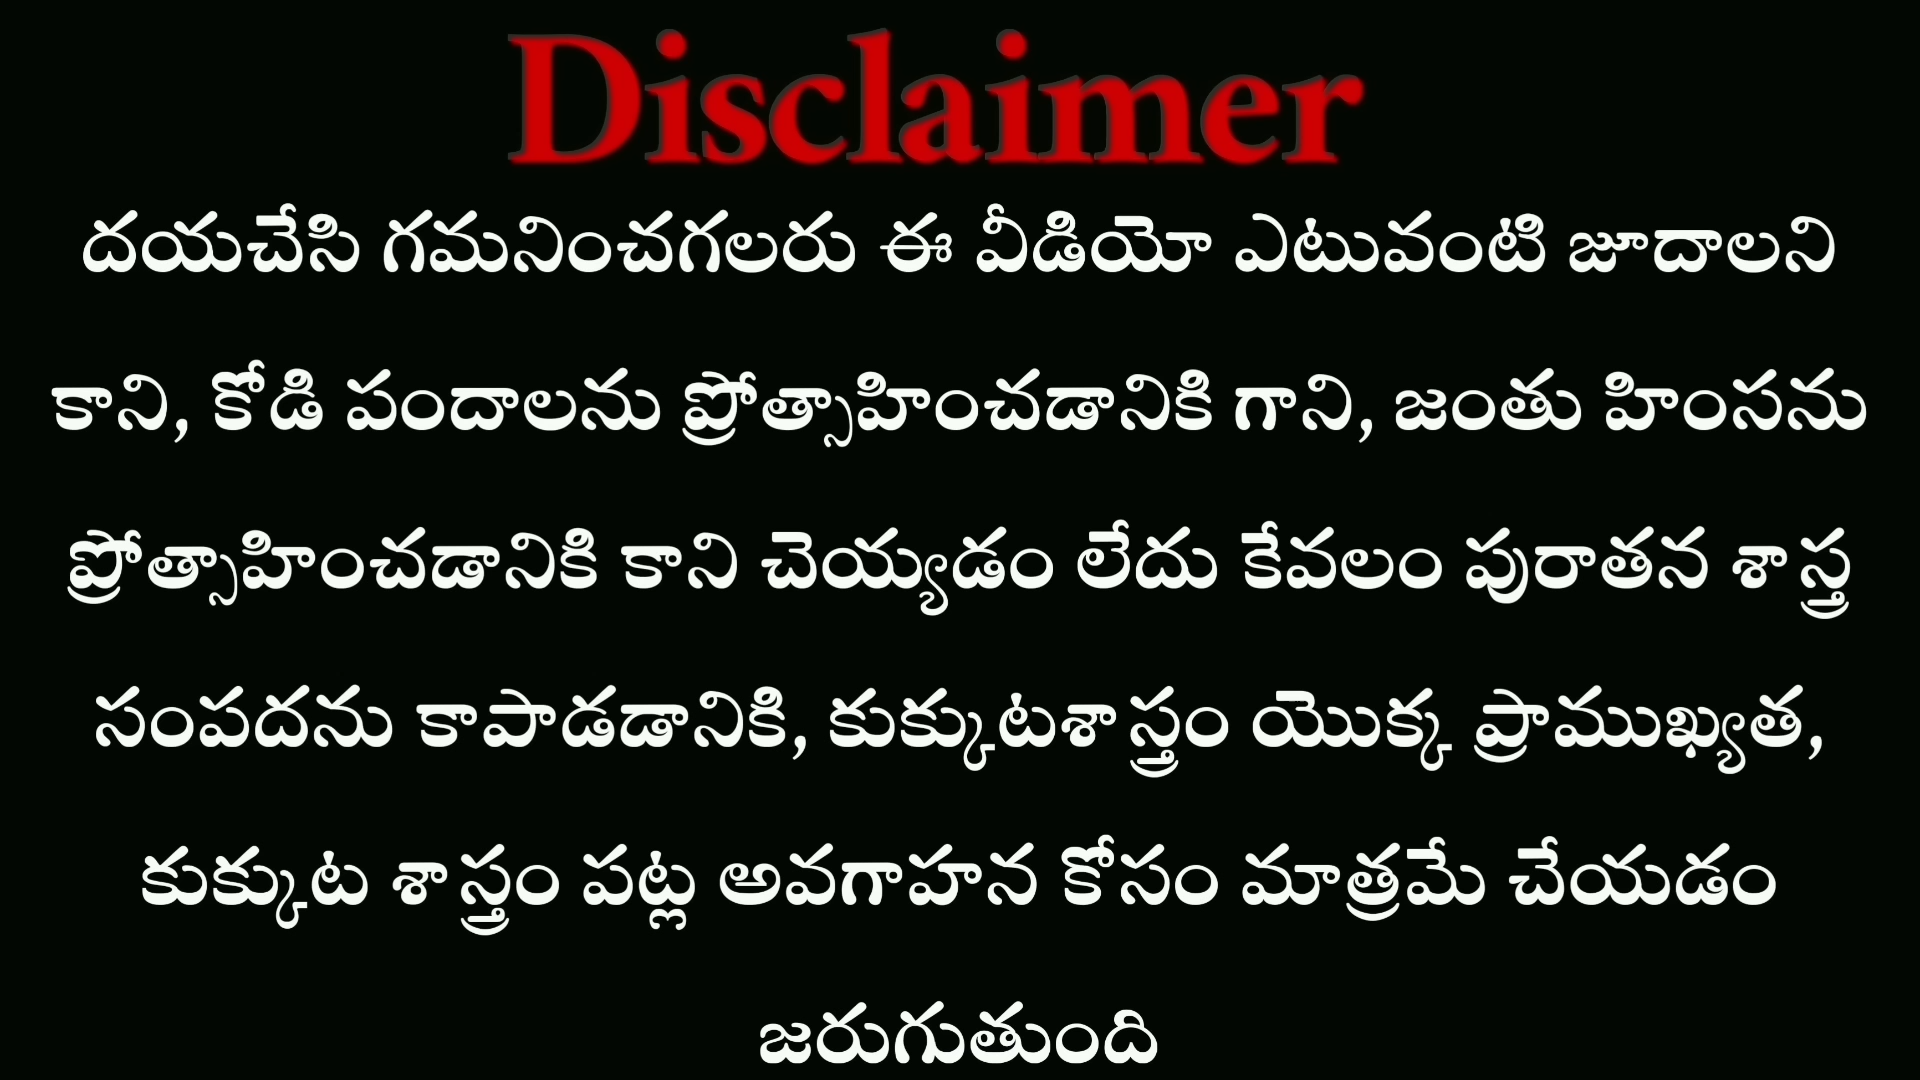 Disclaimer
దయచేసి గమనించగలరు ఈ వీడియో ఎటువంటి జూదాలని
కాని, కోడి పందాలను ప్రోత్సాహించడానికి గాని, జంతు హింసను
ప్రోత్సాహించడానికి కాని చెయ్యడం లేదు కేవలం పురాతన శాస్త్ర
సంపదను కాపాడడానికి, కుక్కుటశాస్త్రం యొక్క ప్రాముఖ్యత,
కుక్కుట శాస్త్రం పట్ల అవగాహన కోసం మాత్రమే చేయడం
జరుగుతుంది